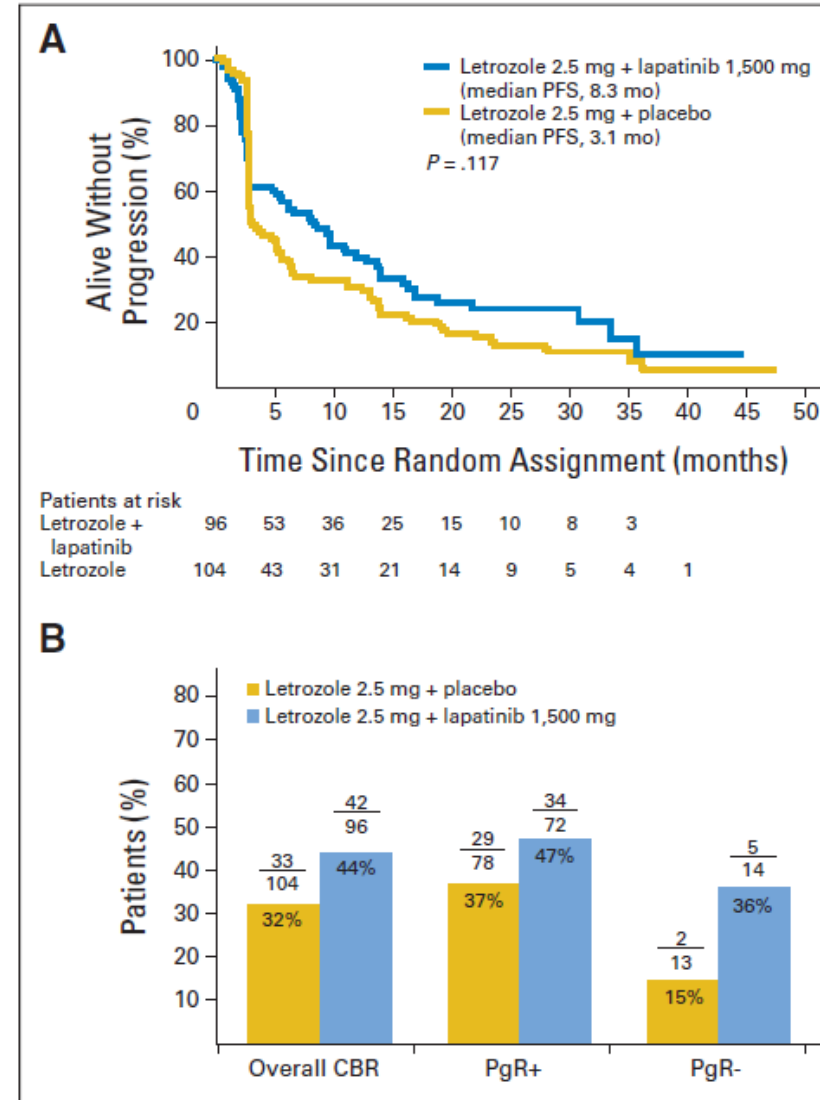 A
100
80
60
40
20
Alive Without
Progression (%)
Letrozole 2.5 mg + lapatinib 1,500 mg
(median PFS, 8.3 mo)
Letrozole 2.5 mg + placebo
(median PFS, 3.1 mo)
P = .117
0 5 10 15 20 25 30 35 40 45 50
Time Since Random Assignment (months)
Patients at risk
Letrozole +
lapatinib
96 53 36 25 15 10 8 3
Letrozole 104 43 31 21 14 9 5 4 1
B
80
70
60
50
40
30
20
10
Patients (%)
Letrozole 2.5 mg + placebo
Letrozole 2.5 mg + lapatinib 1,500 mg
33
104
32%
42
96
44%
29
78
37%
34
72
47%
2
13
15%
5
14
36%
Overall CBR PgR+ PgR-